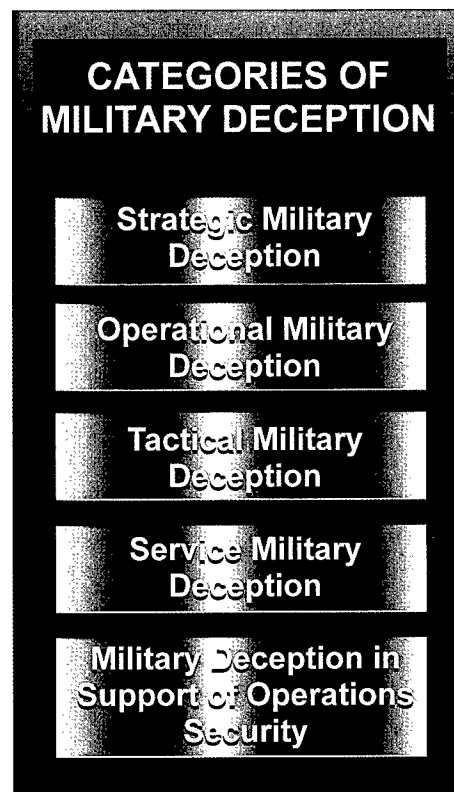 CATEGORIES OF
MILITARY DECEPTION
Strategic Military
Deception
Operational Military
Deception
Tactical Military
Deception
Service Military
Deception
Military Deception in
Support of Operations
Security